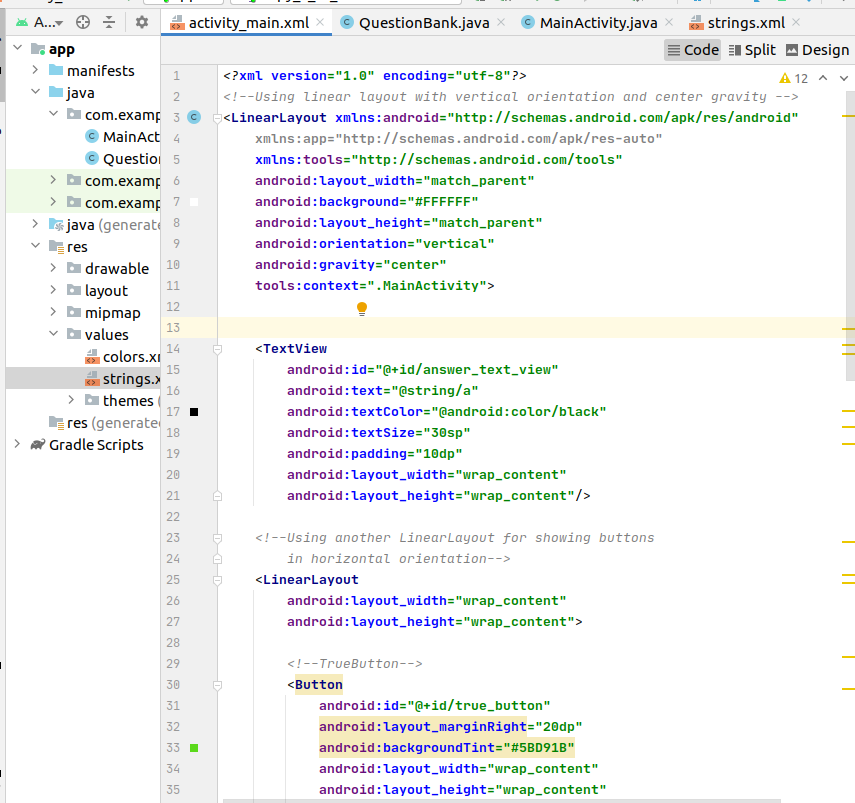 A...
activity_main.xml
QuestionBank.java
MainActivity.java
strings.xml
Code
Split
Design
app
manifests
java
com.examp
MainAct
Question
com.examp
com.examp
java (generate
res
drawable
layout
mipmap
values
colors.x
strings.x
themes (
res (generated
Gradle Scripts
12
1 <?xml version="1.0" encoding="utf-8"?>
2 <!--Using linear layout with vertical orientation and center gravity -->
3 <LinearLayout xmlns:android="http://schemas.android.com/apk/res/android"
4 xmlns:app="http://schemas.android.com/apk/res-auto"
5 xmlns:tools="http://schemas.android.com/tools"
6 android:layout_width="match_parent"
7 android:background="#FFFFFF"
8 android:layout_height="match_parent"
9 android:orientation="vertical"
10 android:gravity="center"
11 tools:context=".MainActivity">
12
13
14 <TextView
15 android:id="@+id/answer_text_view"
16 android:text="@string/a"
17 android:textColor="@android:color/black"
18 android:textSize="30sp"
19 android:padding="10dp"
20 android:layout_width="wrap_content"
21 android:layout_height="wrap_content"/>
22
23 <!--Using another LinearLayout for showing buttons
24 in horizontal orientation-->
25 <LinearLayout
26 android:layout_width="wrap_content"
27 android:layout_height="wrap_content">
28
29 <!--TrueButton-->
30 <Button
31 android:id="@+id/true_button"
32 android:layout_marginRight="20dp"
33 android:backgroundTint="#5BD91B"
34 android:layout_width="wrap_content"
35 android:layout_height="wrap_content"